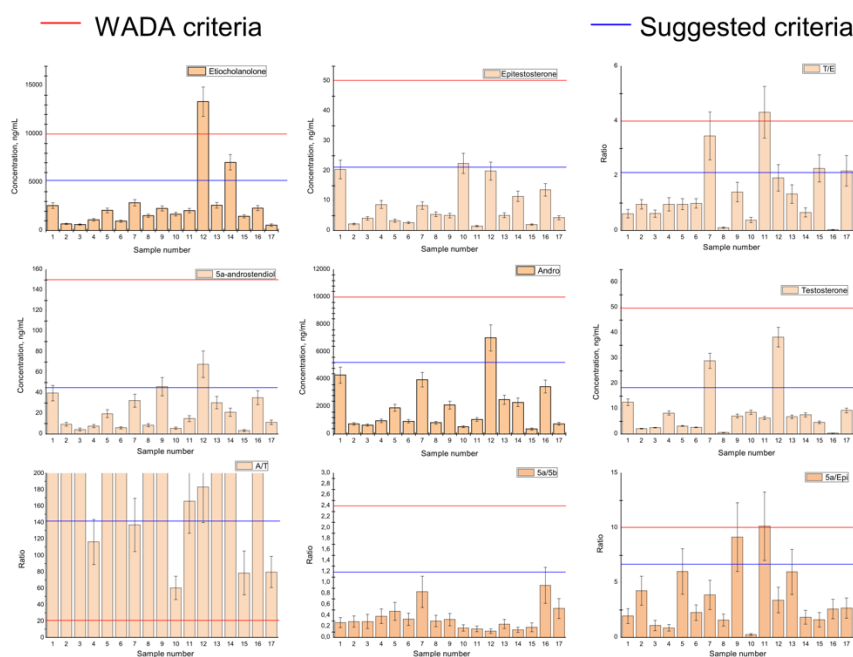 WADA criteria
Suggested criteria
Etiocholanolone
Concentration, ng/mL
15000
10000
5000
0
1 2 3 4 5 6 7 8 9 10 11 12 13 14 15 16 17
Sample number
Epitestosterone
Concentration, ng/mL
50
40
30
20
10
0
1 2 3 4 5 6 7 8 9 10 11 12 13 14 15 16 17
Sample number
T/E
Ratio
6
4
2
0
1 2 3 4 5 6 7 8 9 10 11 12 13 14 15 16 17
Sample number
5a-androstendiol
Concentration, ng/mL
160
140
120
100
80
60
40
20
0
1 2 3 4 5 6 7 8 9 10 11 12 13 14 15 16 17
Sample number
Andro
Concentration, ng/mL
12000
10000
8000
6000
4000
2000
0
1 2 3 4 5 6 7 8 9 10 11 12 13 14 15 16 17
Sample number
Testosterone
Concentration, ng/mL
60
50
40
30
20
10
0
1 2 3 4 5 6 7 8 9 10 11 12 13 14 15 16 17
Sample number
A/T
Ratio
200
180
160
140
120
100
80
60
40
20
0
1 2 3 4 5 6 7 8 9 10 11 12 13 14 15 16 17
Sample number
5a/5b
Ratio
3,0
2,8
2,6
2,4
2,2
2,0
1,8
1,6
1,4
1,2
1,0
0,8
0,6
0,4
0,2
0,0
1 2 3 4 5 6 7 8 9 10 11 12 13 14 15 16 17
Sample number
5a/Epi
Ratio
15
10
5
0
1 2 3 4 5 6 7 8 9 10 11 12 13 14 15 16 17
Sample number